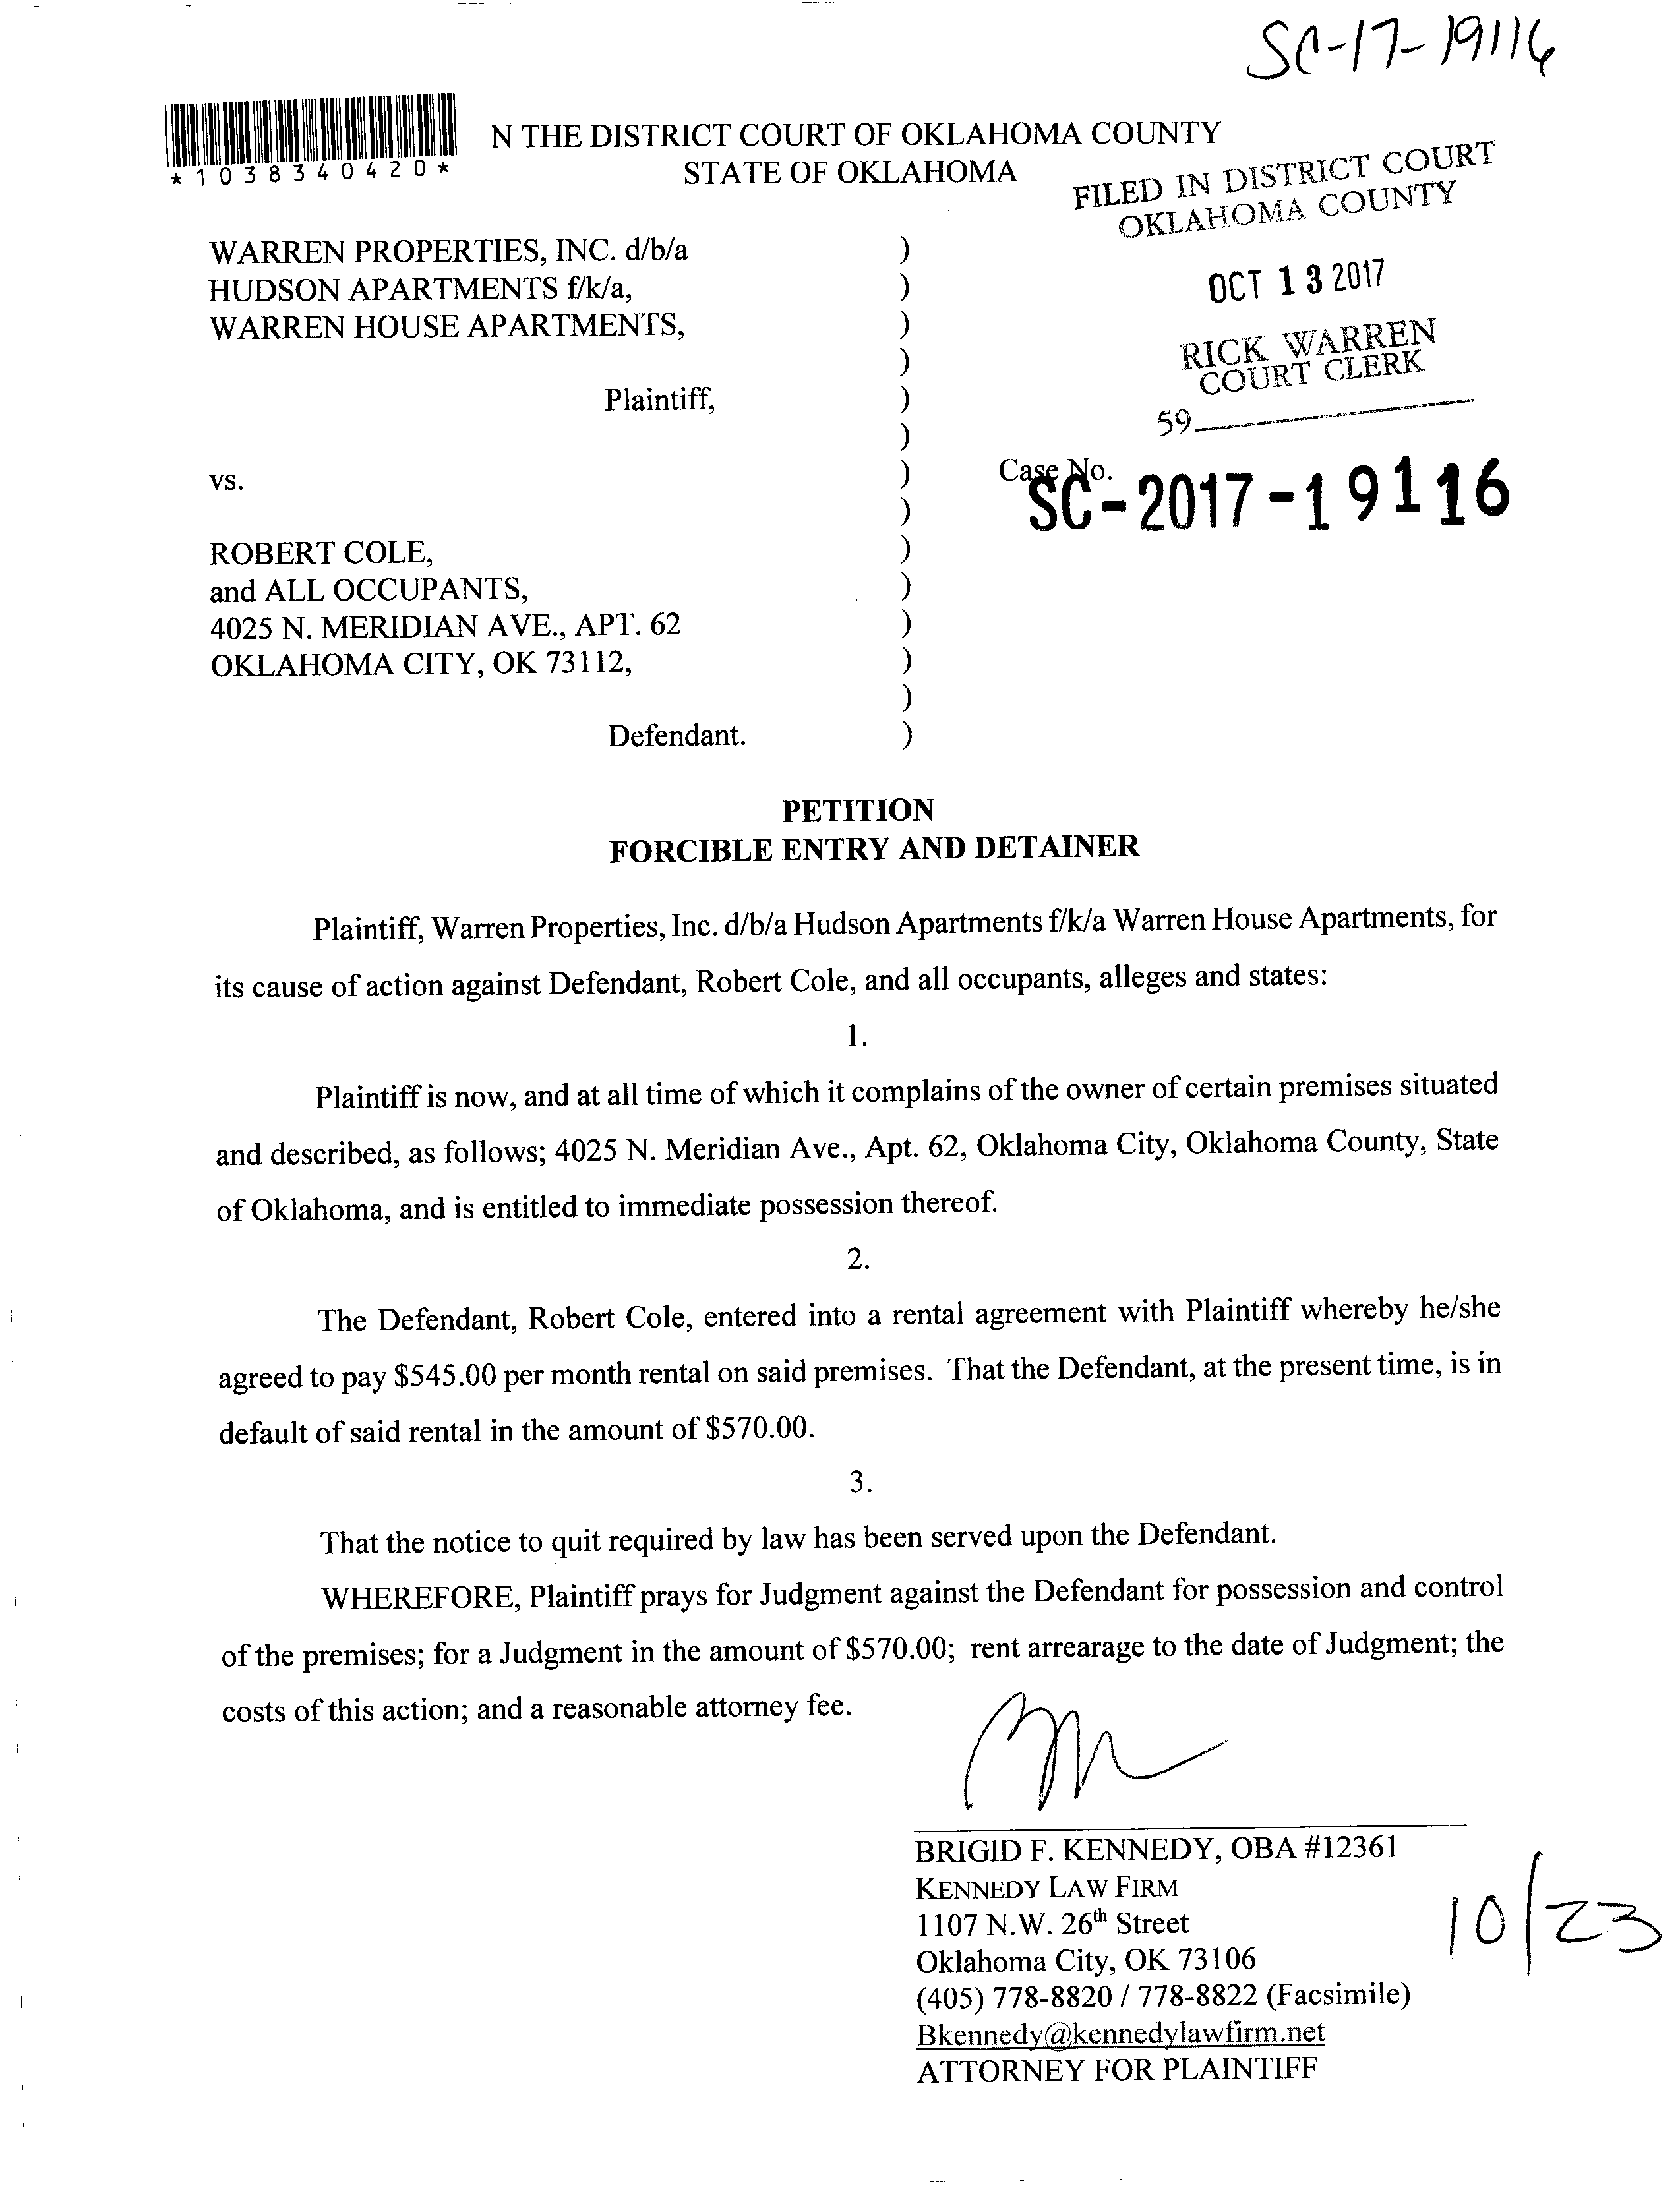 SC-17-19116
*1038340420*
N THE DISTRICT COURT OF OKLAHOMA COUNTY
STATE OF OKLAHOMA
FILED IN DISTRICT COURT
OKLAHOMA COUNTY
OCT 13 2017
RICK WARREN
COURT CLERK
59
WARREN PROPERTIES, INC. d/b/a )
HUDSON APARTMENTS f/k/a, )
WARREN HOUSE APARTMENTS, )
)
Plaintiff, )
)
vs. )
)
Case No.
SC-2017-19116
ROBERT COLE, )
and ALL OCCUPANTS, )
4025 N. MERIDIAN AVE., APT. 62 )
OKLAHOMA CITY, OK 73112, )
)
Defendant. )
PETITION
FORCIBLE ENTRY AND DETAINER
Plaintiff, Warren Properties, Inc. d/b/a Hudson Apartments f/k/a Warren House Apartments, for
its cause of action against Defendant, Robert Cole, and all occupants, alleges and states:
1.
Plaintiff is now, and at all time of which it complains of the owner of certain premises situated
and described, as follows; 4025 N. Meridian Ave., Apt. 62, Oklahoma City, Oklahoma County, State
of Oklahoma, and is entitled to immediate possession thereof.
2.
The Defendant, Robert Cole, entered into a rental agreement with Plaintiff whereby he/she
agreed to pay $545.00 per month rental on said premises. That the Defendant, at the present time, is in
default of said rental in the amount of $570.00.
3.
That the notice to quit required by law has been served upon the Defendant.
WHEREFORE, Plaintiff prays for Judgment against the Defendant for possession and control
of the premises; for a Judgment in the amount of $570.00; rent arrearage to the date of Judgment; the
costs of this action; and a reasonable attorney fee.
BRIGID F. KENNEDY, OBA #12361
KENNEDY LAW FIRM
1107 N.W. 26th Street
Oklahoma City, OK 73106
(405) 778-8820 / 778-8822 (Facsimile)
Bkennedy@kennedylawfirm.net
ATTORNEY FOR PLAINTIFF
10/23